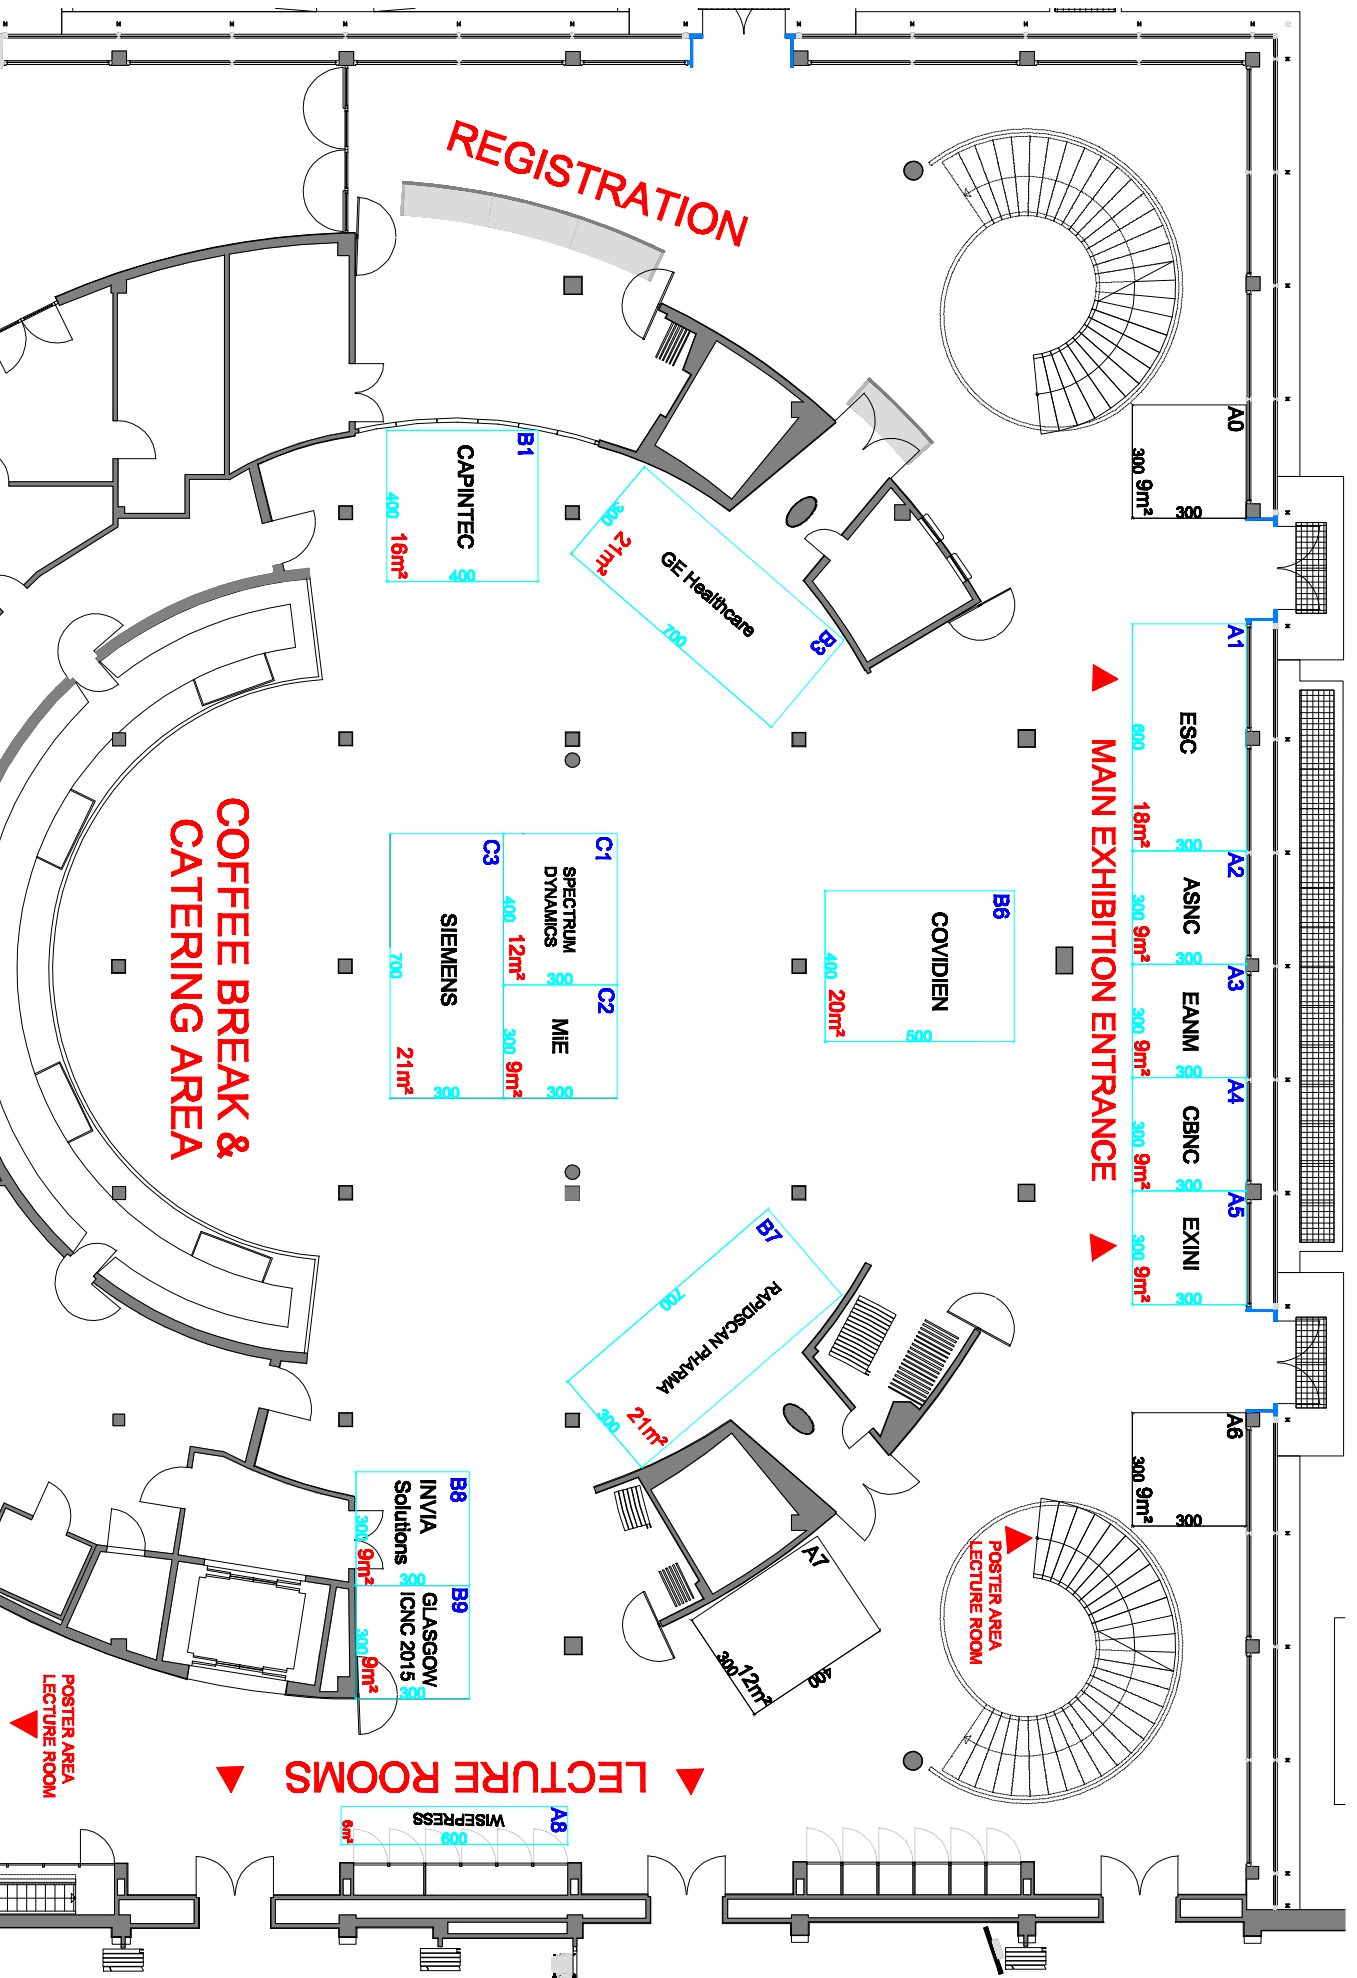 REGISTRATION
A0
300
9m²
300
B1
CAPINTEC
400
16m²
400
GE Healthcare
B3
300
21m²
700
A1
ESC
600
18m²
300
MAIN EXHIBITION ENTRANCE
A2
ASNC
300
9m²
300
A3
EANM
300
9m²
300
A4
CBNC
300
9m²
300
A5
EXINI
300
9m²
300
B6
COVIDIEN
400
20m²
500
C1
SPECTRUM
DYNAMICS
400
12m²
300
C2
MiE
300
9m²
300
C3
SIEMENS
700
21m²
300
COFFEE BREAK &
CATERING AREA
B7
RAPIDSCAN PHARMA
700
300
21m²
A6
300
9m²
300
B8
INVIA
Solutions
300
9m²
300
B9
GLASGOW
ICNC 2015
300
9m²
300
A7
300
12m²
400
POSTER AREA
LECTURE ROOM
POSTER AREA
LECTURE ROOM
LECTURE ROOMS
A8
WISEPRESS
600
6m²